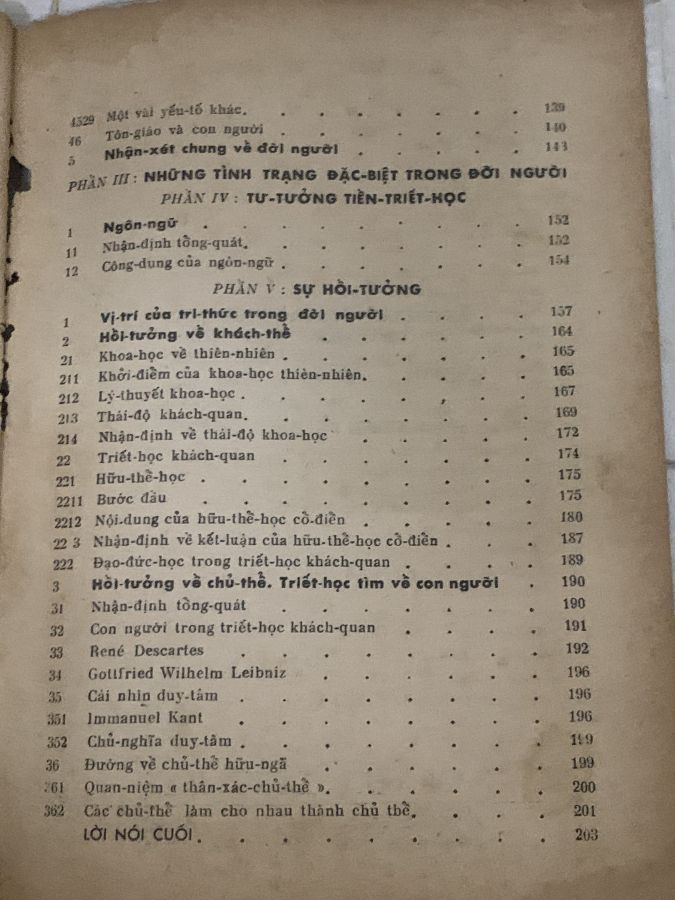 4529 Một vài yếu-tố khác. . . . . . . . 139
46 Tôn-giáo và con người . . . . . . . 140
5 Nhận-xét chung về đời người . . . . . . 143
PHẦN III : NHỮNG TÌNH TRẠNG ĐẶC-BIỆT TRONG ĐỜI NGƯỜI
PHẦN IV : TƯ-TƯỞNG TIỀN-TRIẾT-HỌC
1 Ngôn-ngữ . . . . . . . . . 152
11 Nhận-định tổng-quát. . . . . . . . 152
12 Công-dung của ngôn-ngữ . . . . . . . 154
PHẦN V : SỰ HỒI-TƯỞNG
1 Vị-trí của tri-thức trong đời người . . . . 157
2 Hồi-tưởng về khách-thể . . . . . . 164
21 Khoa-học về thiên-nhiên . . . . . . . 165
211 Khởi-điểm của khoa-học thiên-nhiên. . . . . 165
212 Lý-thuyết khoa-học . . . . . . . . 167
213 Thái-độ khách-quan. . . . . . . . 169
214 Nhận-định về thái-độ khoa-học . . . . . 172
22 Triết-học khách-quan . . . . . . . 174
221 Hữu-thể-học . . . . . . . . . 175
2211 Bước đầu . . . . . . . . . 175
2212 Nội-dung của hữu-thể-học cổ-điển . . . . . 180
22 3 Nhận-định về kết-luận của hữu-thể-học cổ-điển . . . 187
222 Đạo-đức-học trong triết-học khách-quan . . . . 189
3 Hồi-tưởng về chủ-thể. Triết-học tìm về con người . 190
31 Nhận-định tổng-quát . . . . . . . 190
32 Con người trong triết-học khách-quan . . . . 191
33 René Descartes . . . . . . . . 192
34 Gottfried Wilhelm Leibniz . . . . . . 196
35 Cái nhìn duy-tâm . . . . . . . . 196
351 Immanuel Kant . . . . . . . . 196
352 Chủ-nghĩa duy-tâm . . . . . . . . 199
36 Đường về chủ-thể hữu-ngã . . . . . . 199
361 Quan-niệm « thân-xác-chủ-thể ». . . . . . 200
362 Các chủ-thể làm cho nhau thành chủ thể. . . . 201
LỜI NÓI CUỐI. . . . . . . . . 203